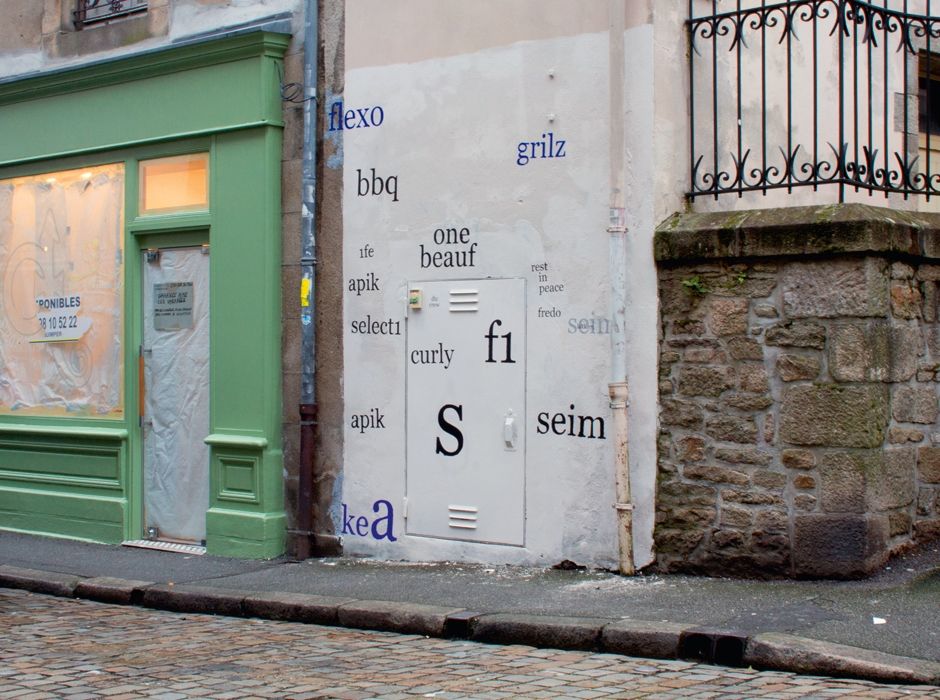 flexo
grilz
bbq
one
beauf
1fe
apik
rest
in
peace
fredo
select1
f1
seim
curly
apik
S
seim
kea
PONIBLES
28 10 52 22
QUIMPER